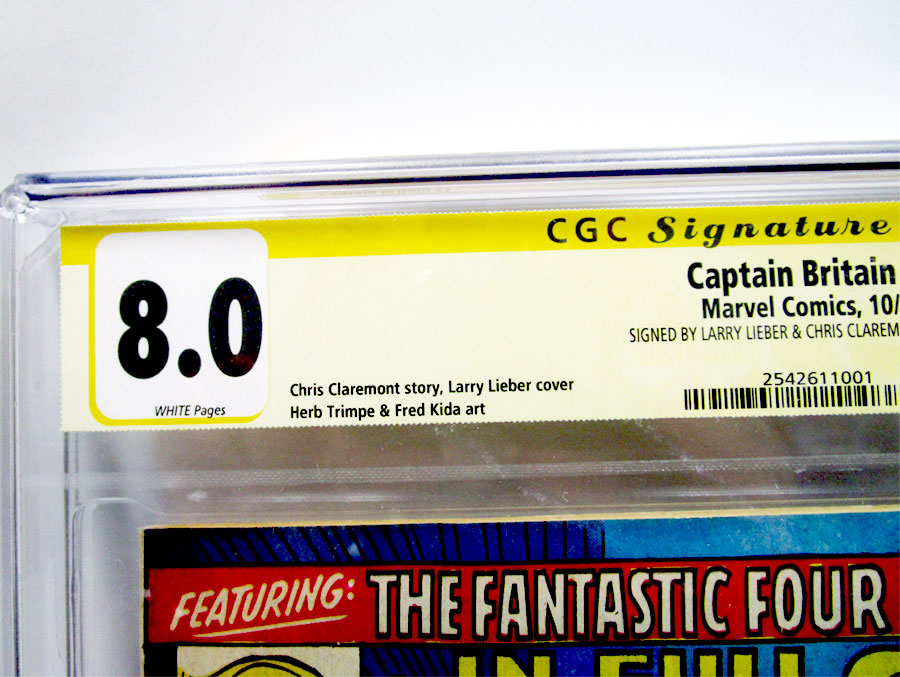 CGC Signature
8.0
WHITE Pages
Captain Britain
Marvel Comics, 10/
SIGNED BY LARRY LIEBER & CHRIS CLAREM
Chris Claremont story, Larry Lieber cover
Herb Trimpe & Fred Kida art
2542611001
FEATURING: THE FANTASTIC FOUR
IN